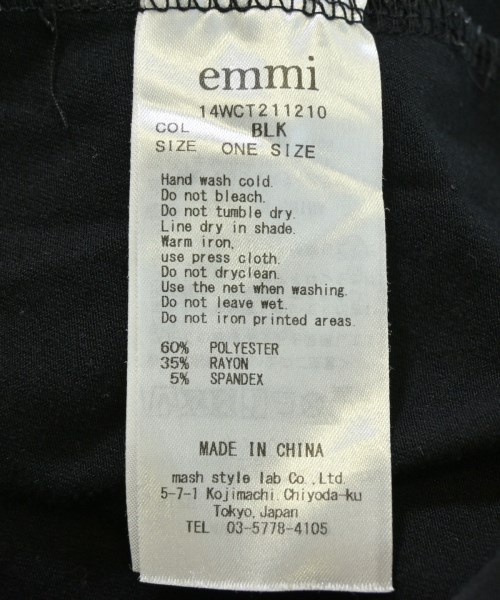 emmi
14WCT211210
COL BLK
SIZE ONE SIZE
Hand wash cold.
Do not bleach.
Do not tumble dry.
Line dry in shade.
Warm iron,
use press cloth.
Do not dryclean.
Use the net when washing.
Do not leave wet.
Do not iron printed areas.
60% POLYESTER
35% RAYON
5% SPANDEX
MADE IN CHINA
mash style lab Co.,Ltd.
5-7-1 Kojimachi.Chiyoda-ku
Tokyo,Japan
TEL 03-5778-4105